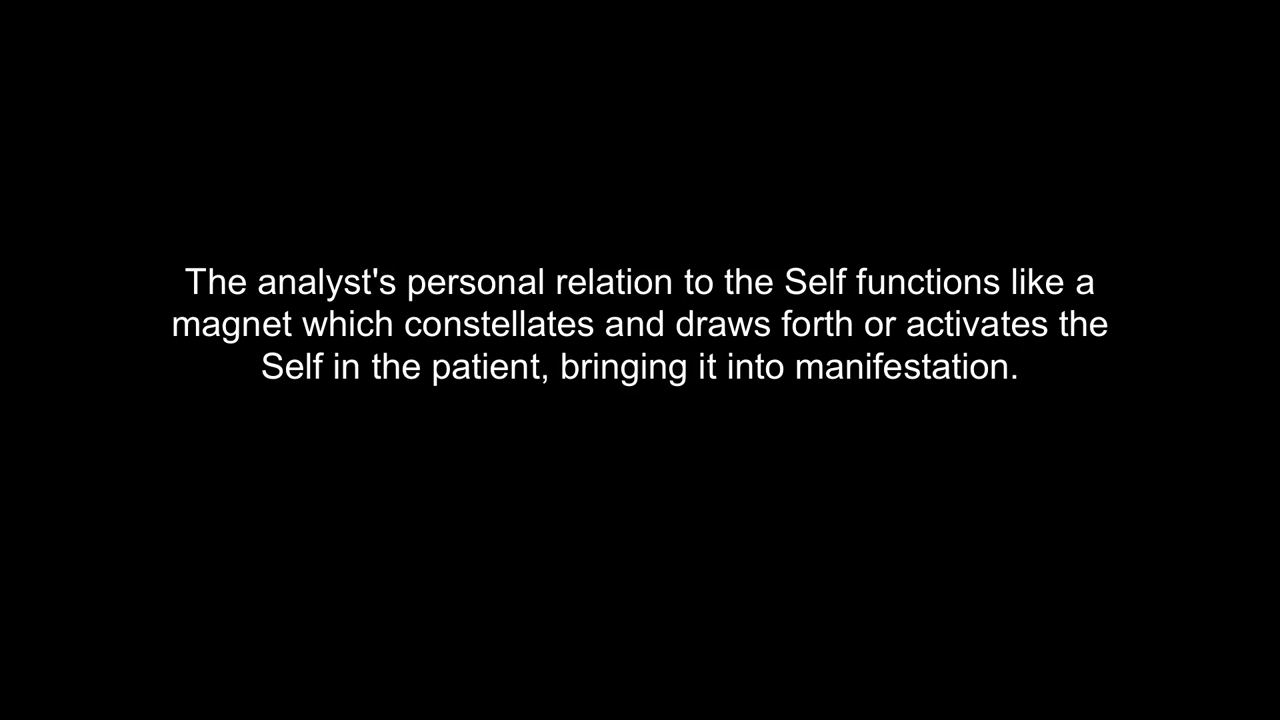 The analyst's personal relation to the Self functions like a
magnet which constellates and draws forth or activates the
Self in the patient, bringing it into manifestation.